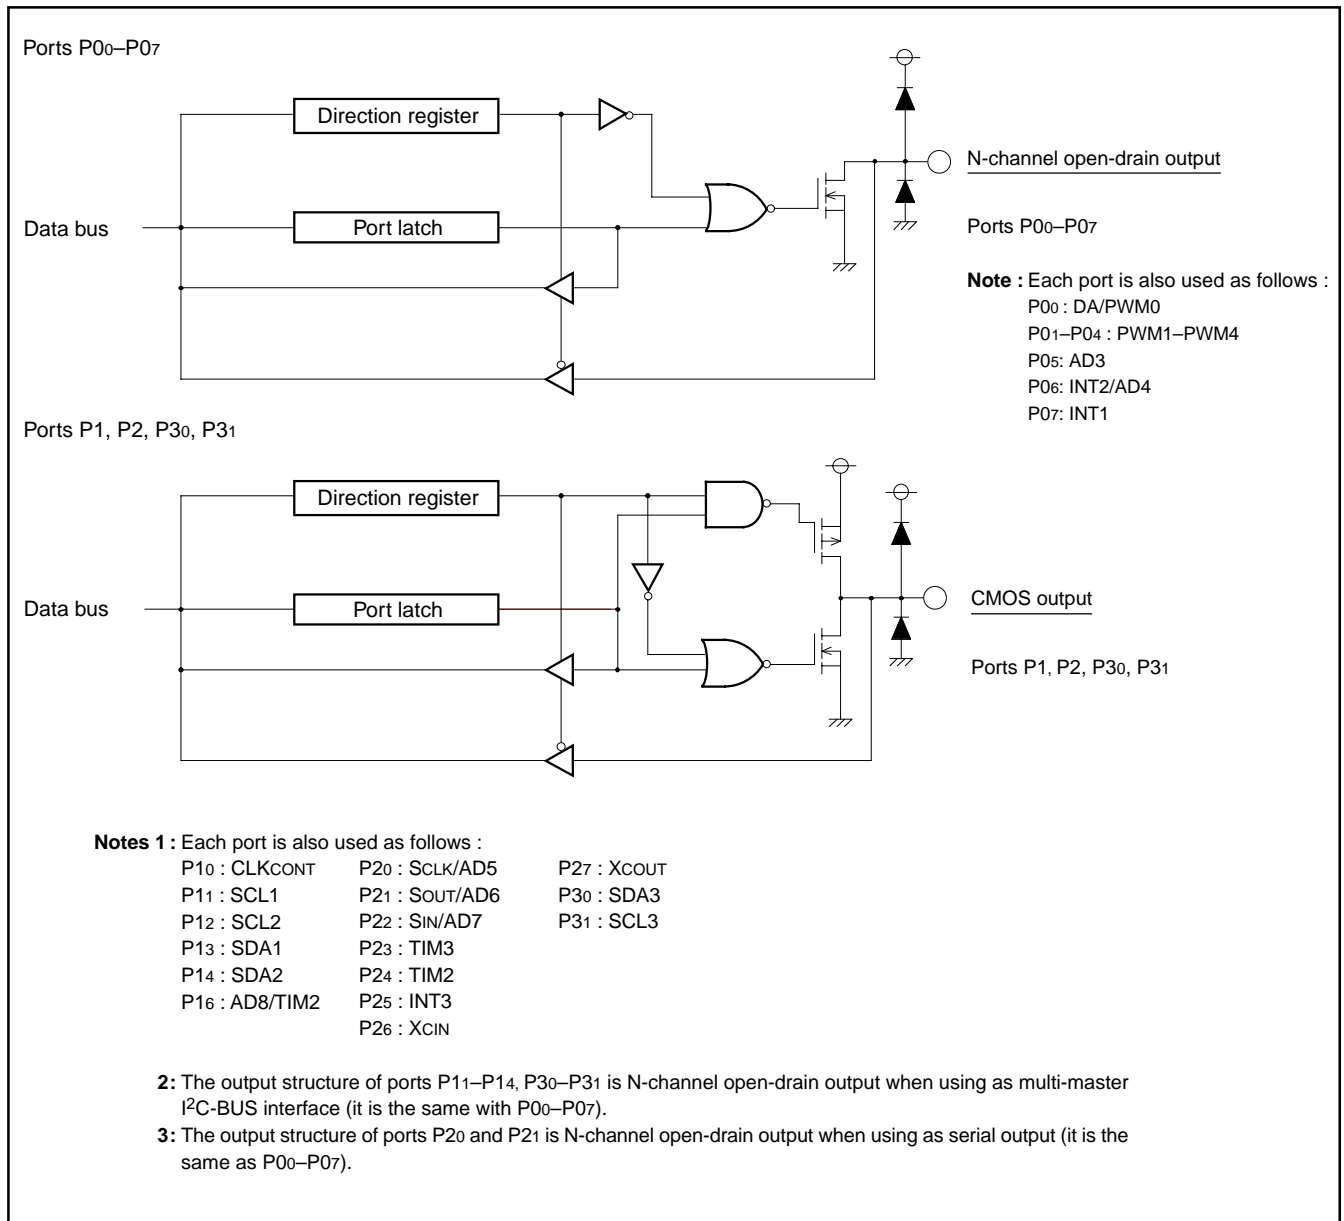 Ports P00–P07
Direction register
N-channel open-drain output
Data bus
Port latch
Ports P00–P07
Note : Each port is also used as follows :
P00 : DA/PWM0
P01–P04 : PWM1–PWM4
P05: AD3
P06: INT2/AD4
P07: INT1
Ports P1, P2, P30, P31
Direction register
Data bus
Port latch
CMOS output
Ports P1, P2, P30, P31
Notes 1 : Each port is also used as follows :
P10 : CLKCONT P20 : SCLK/AD5 P27 : XCOUT
P11 : SCL1 P21 : SOUT/AD6 P30 : SDA3
P12 : SCL2 P22 : SIN/AD7 P31 : SCL3
P13 : SDA1 P23 : TIM3
P14 : SDA2 P24 : TIM2
P16 : AD8/TIM2 P25 : INT3
P26 : XCIN
2: The output structure of ports P11–P14, P30–P31 is N-channel open-drain output when using as multi-master
I2C-BUS interface (it is the same with P00–P07).
3: The output structure of ports P20 and P21 is N-channel open-drain output when using as serial output (it is the
same as P00–P07).